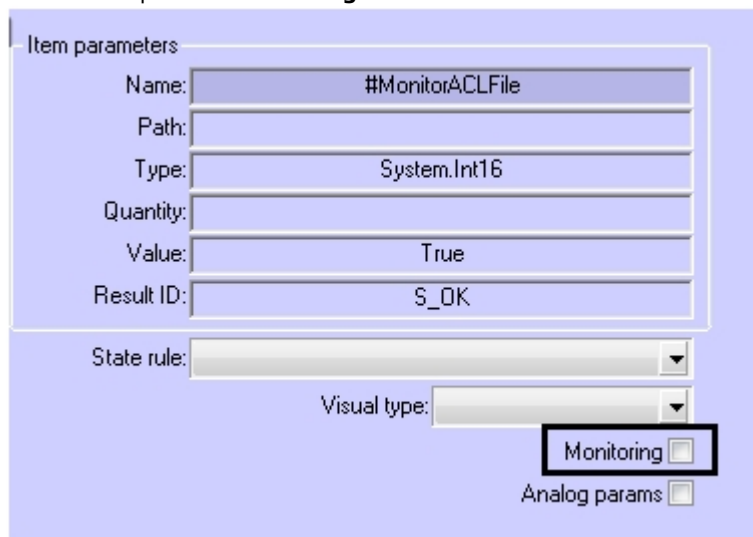 Item parameters
Name: #MonitorACLFile
Path:
Type: System.Int16
Quantity:
Value: True
Result ID: S_OK
State rule:
Visual type:
Monitoring
Analog params